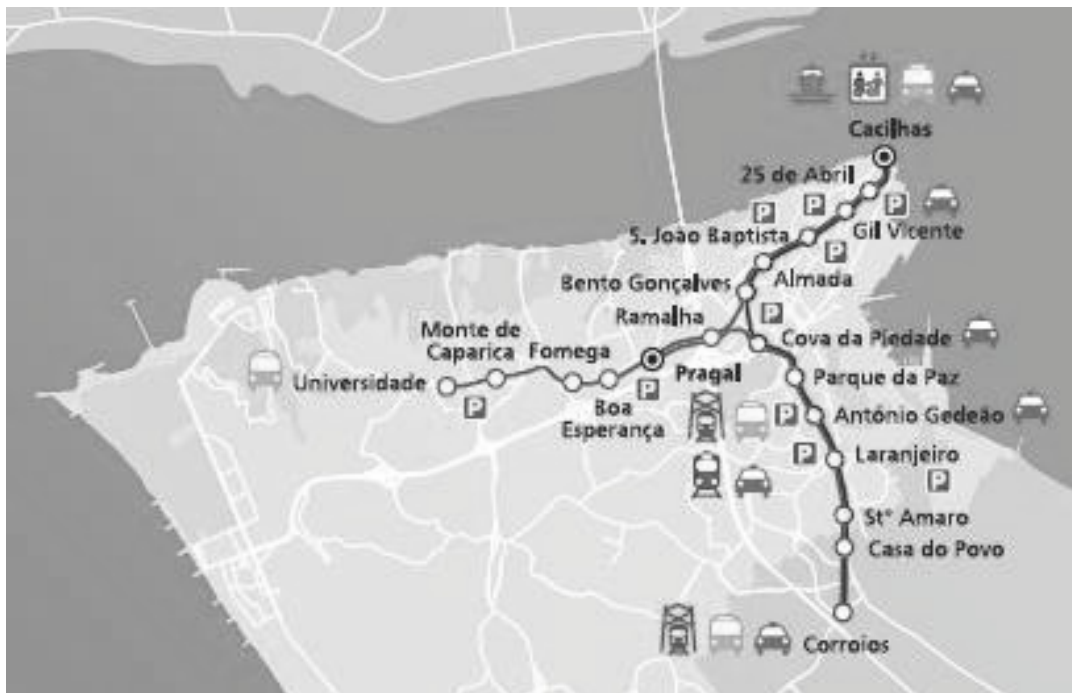 Cacilhas
25 de Abril
P
P
P
Gil Vicente
S. João Baptista
P
Almada
Bento Gonçalves
P
Ramalha
Cova da Piedade
Monte de
Caparica
Fomega
Universidade
Pragal
Parque da Paz
P
P
Boa
Esperança
P
António Gedeão
P
Laranjeiro
P
Stº Amaro
Casa do Povo
Corroios